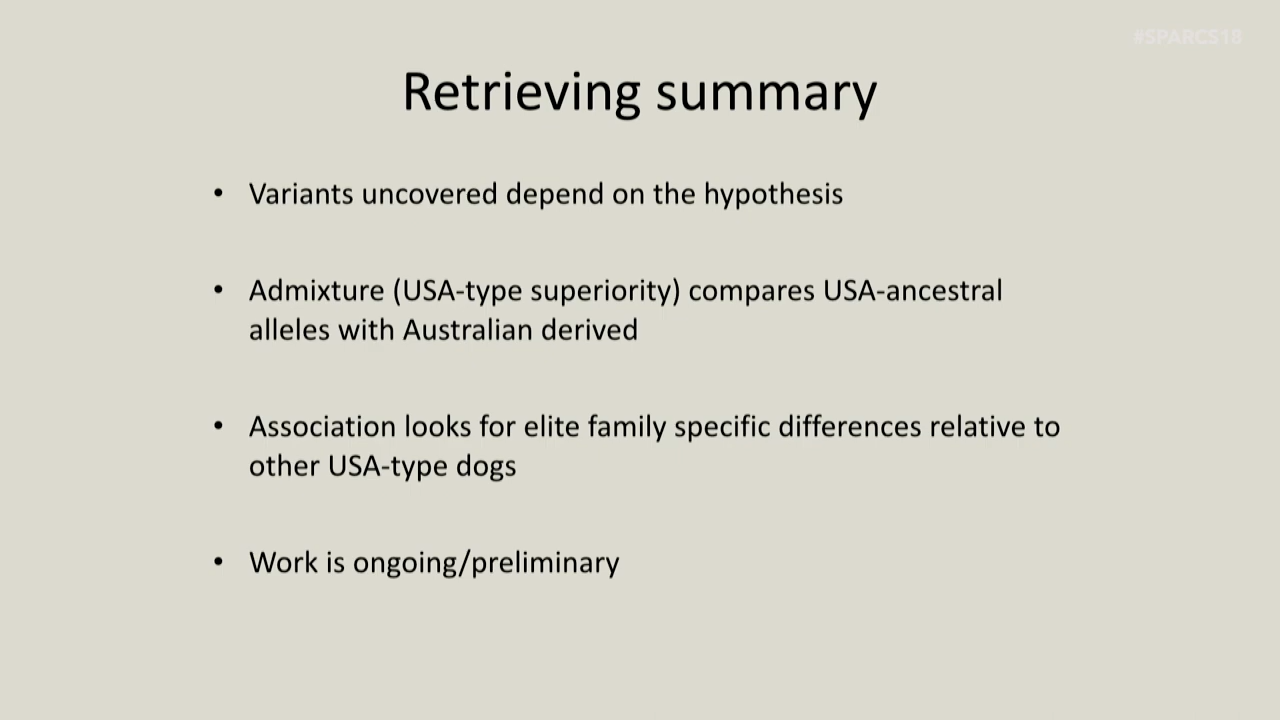 #SPARCS18
Retrieving summary
• Variants uncovered depend on the hypothesis
• Admixture (USA-type superiority) compares USA-ancestral
alleles with Australian derived
• Association looks for elite family specific differences relative to
other USA-type dogs
• Work is ongoing/preliminary